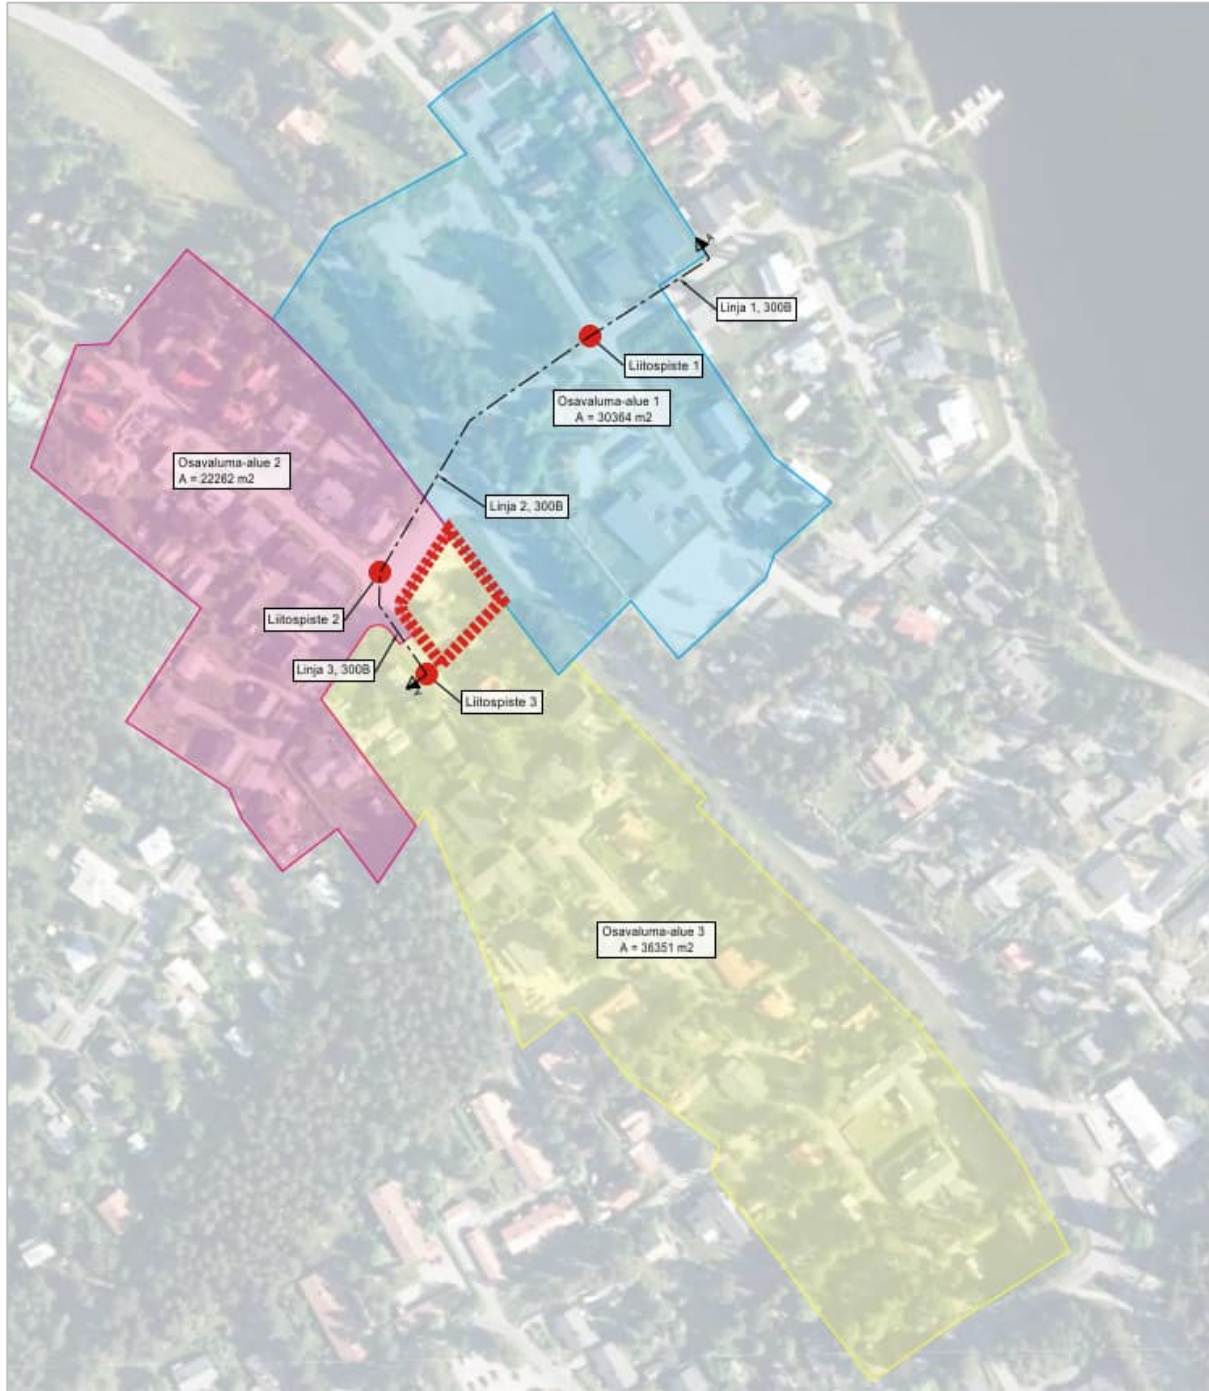 Linja 1, 300B
Liitospiste 1
Osavaluma-alue 1
A = 30364 m2
Osavaluma-alue 2
A = 22262 m2
Linja 2, 300B
Liitospiste 2
Linja 3, 300B
Liitospiste 3
Osavaluma-alue 3
A = 36351 m2